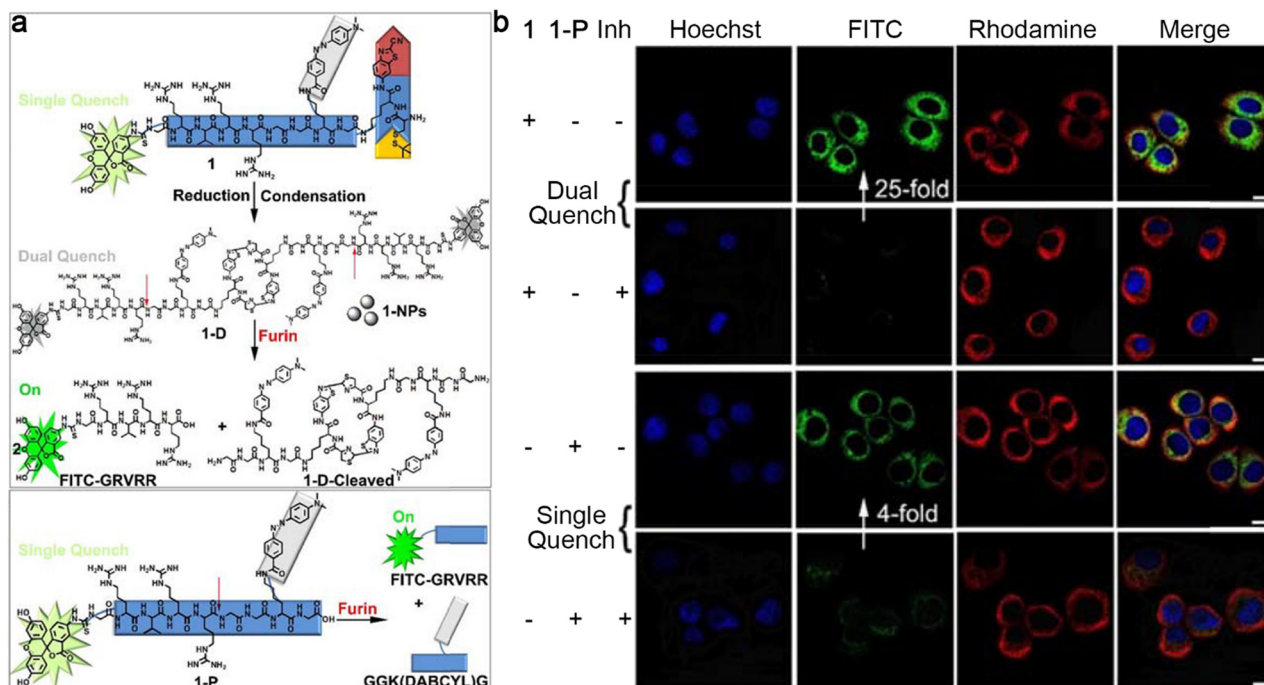 a
Single Quench
1
Reduction Condensation
Dual Quench
1-D
1-NPs
Furin
On
2
FITC-GRVRR
+
1-D-Cleaved
Single Quench
1-P
Furin
On
FITC-GRVRR
+
GGK(DABCYL)G
b
1 1-P Inh Hoechst FITC Rhodamine Merge
+ - -
Dual
Quench
{
25-fold
+ - +
- + -
Single
Quench
{
4-fold
- + +